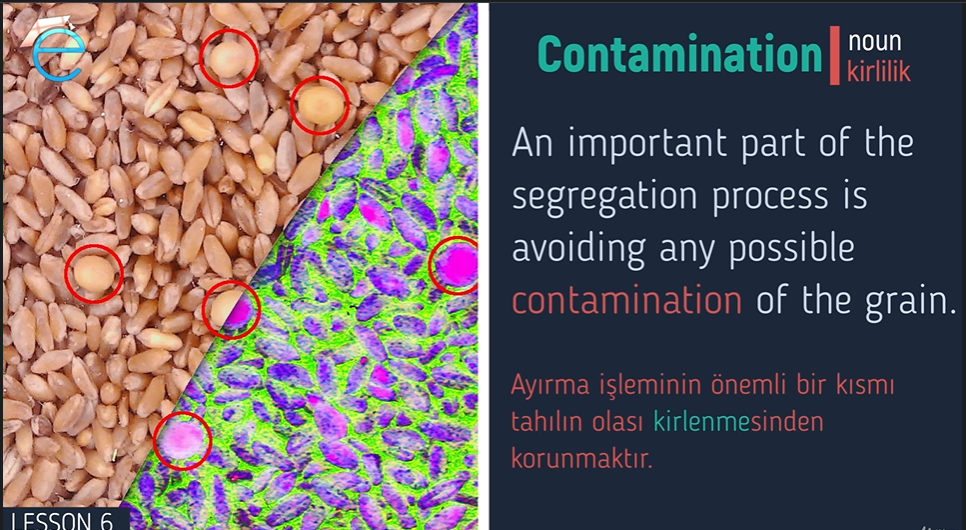 Contamination
noun
kirlilik
An important part of the
segregation process is
avoiding any possible
contamination of the grain.
Ayırma işleminin önemli bir kısmı
tahılın olası kirlenmesinden
korunmaktır.
LESSON 6